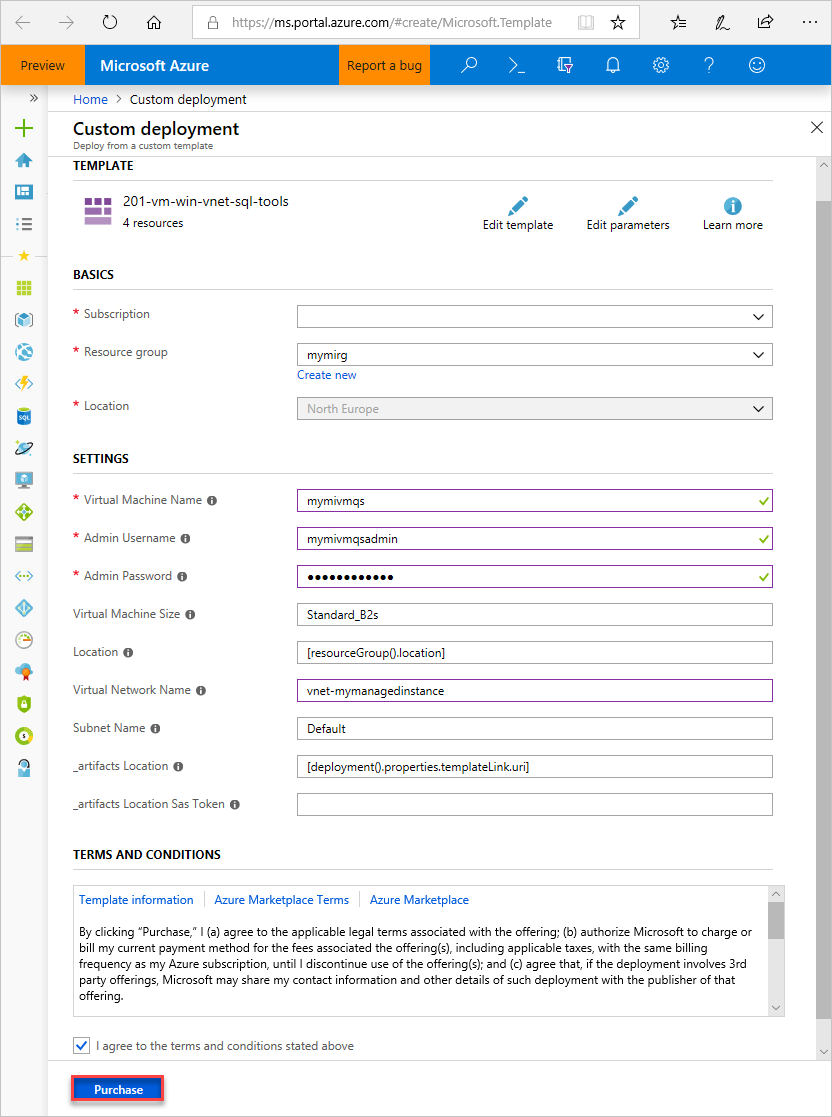 https://ms.portal.azure.com/#create/Microsoft.Template
Preview
Microsoft Azure
Report a bug
Home > Custom deployment
Custom deployment
Deploy from a custom template
TEMPLATE
201-vm-win-vnet-sql-tools
4 resources
Edit template
Edit parameters
Learn more
BASICS
* Subscription
* Resource group
mymirg
Create new
* Location
North Europe
SETTINGS
* Virtual Machine Name
mymivmqs
* Admin Username
mymivmqsadmin
* Admin Password
●●●●●●●●●●●●
Virtual Machine Size
Standard_B2s
Location
[resourceGroup().location]
Virtual Network Name
vnet-mymanagedinstance
Subnet Name
Default
_artifacts Location
[deployment().properties.templateLink.uri]
_artifacts Location Sas Token
TERMS AND CONDITIONS
Template information
Azure Marketplace Terms
Azure Marketplace
By clicking “Purchase,” I (a) agree to the applicable legal terms associated with the offering; (b) authorize Microsoft to charge or
bill my current payment method for the fees associated the offering(s), including applicable taxes, with the same billing
frequency as my Azure subscription, until I discontinue use of the offering(s); and (c) agree that, if the deployment involves 3rd
party offerings, Microsoft may share my contact information and other details of such deployment with the publisher of that
offering.
I agree to the terms and conditions stated above
Purchase
SQL